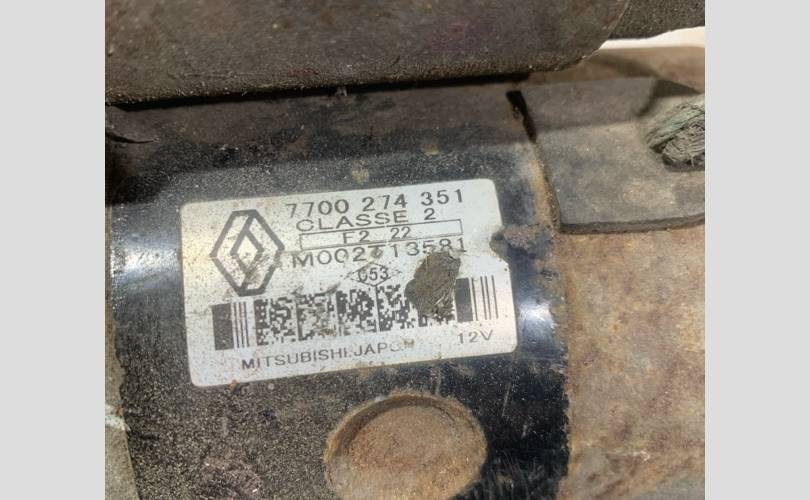 7700 274 351
CLASSE 2
F2 22
M002T13581
053
MITSUBISHI.JAPAN 12V